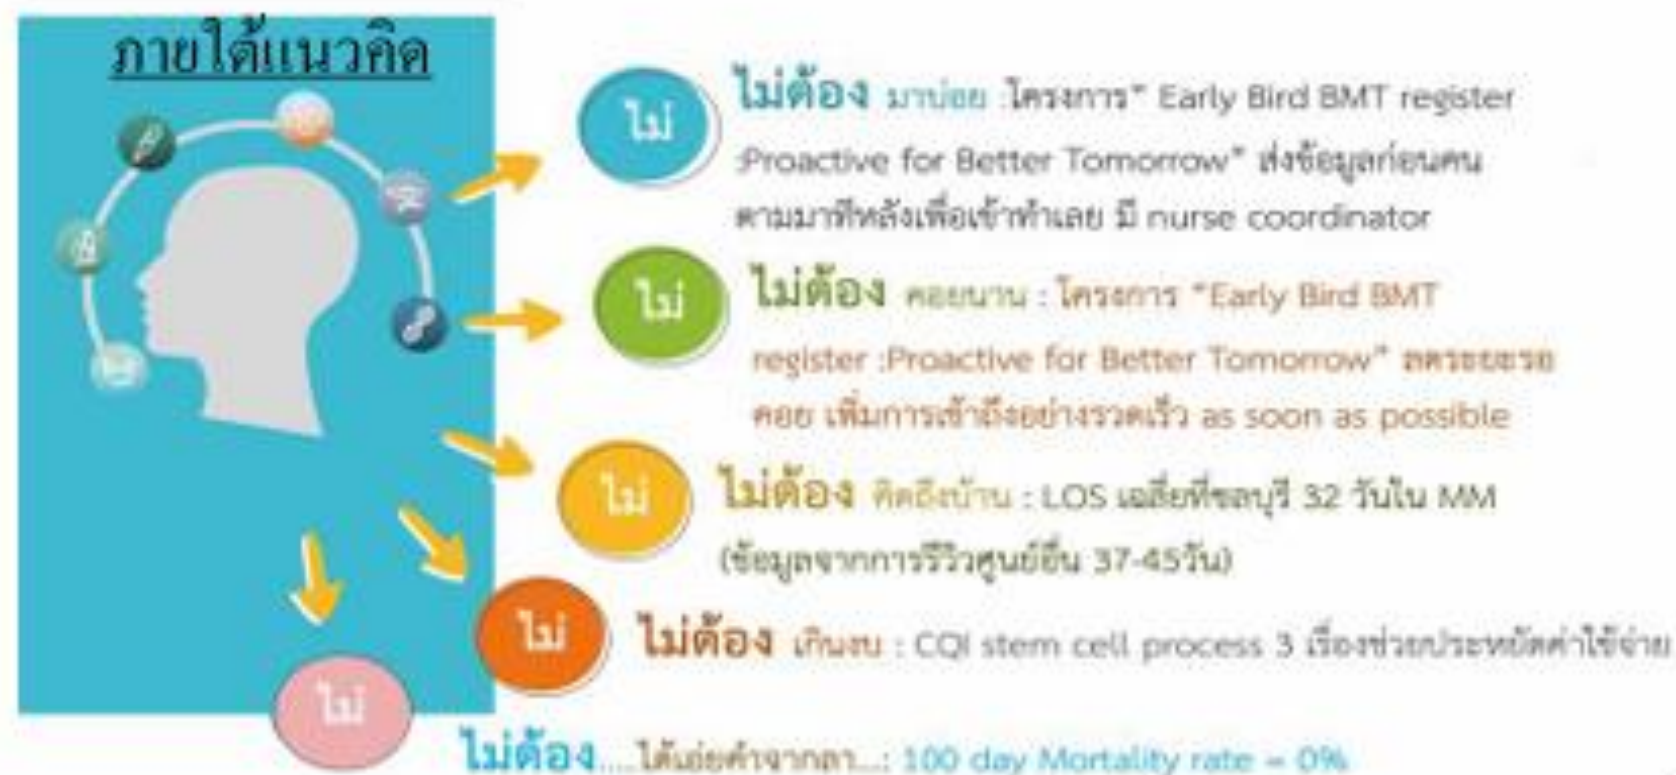 ภายใต้แนวคิด
ไม่
ไม่ต้อง มาบ่อย :โครงการ" Early Bird BMT register
:Proactive for Better Tomorrow" ส่งข้อมูลก่อนคน
ตามมาทีหลังเพื่อเข้าทำเลย มี nurse coordinator
ไม่
ไม่ต้อง คอยนาน : โครงการ "Early Bird BMT
register :Proactive for Better Tomorrow" ลดระยะรอ
คอย เพิ่มการเข้าถึงอย่างรวดเร็ว as soon as possible
ไม่
ไม่ต้อง คิดถึงบ้าน : LOS เฉลี่ยที่ชลบุรี 32 วันใน MM
(ข้อมูลจากการรีวิวศูนย์อื่น 37-45วัน)
ไม่
ไม่ต้อง เกินงบ : CQI stem cell process 3 เรื่องช่วยประหยัดค่าใช้จ่าย
ไม่
ไม่ต้อง.....ได้เอ่ยคำจากลา...: 100 day Mortality rate = 0%